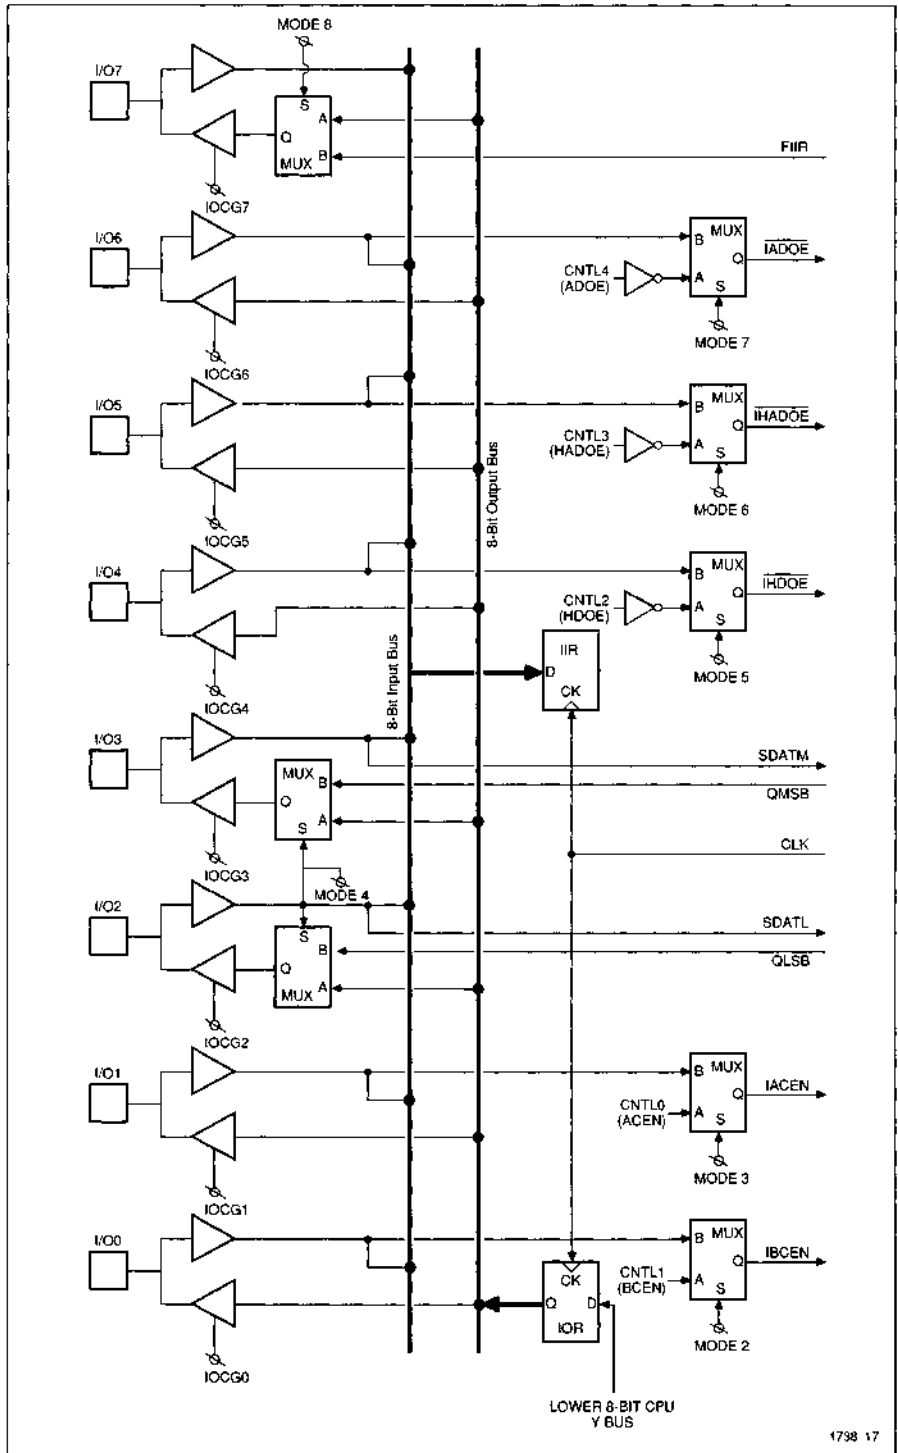 MODE 8
I/O7
S
A
Q
MUX
B
FIIR
IOCG7
I/O6
B
MUX
IADOE
Q
CNTL4
(ADOE)
A
S
MODE 7
IOCG6
I/O5
B
MUX
IHADOE
Q
CNTL3
(HADOE)
A
S
MODE 6
IOCG5
8-Bit Output Bus
I/O4
B
MUX
IHDOE
Q
CNTL2
(HDOE)
A
S
MODE 5
IIR
D
CK
8-Bit Input Bus
IOCG4
I/O3
SDATM
MUX
B
Q
QMSB
A
S
CLK
IOCG3
MODE 4
I/O2
SDATL
S
B
Q
QLSB
MUX
A
IOCG2
I/O1
B
MUX
IACEN
Q
CNTL0
(ACEN)
A
S
MODE 3
IOCG1
I/O0
B
MUX
IBCEN
Q
CNTL1
(BCEN)
A
S
MODE 2
CK
Q
D
IOR
IOCG0
LOWER 8-BIT CPU
Y BUS
1738 17